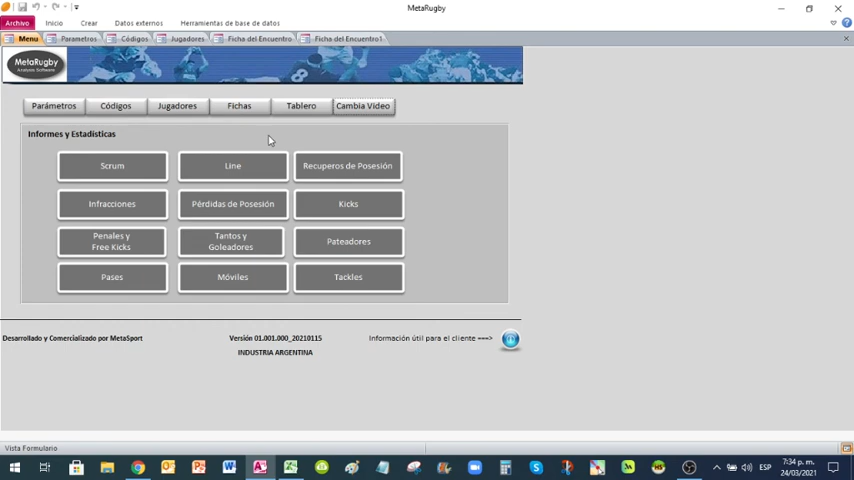 MetaRugby
Archivo Inicio Crear Datos externos Herramientas de base de datos
Menu Parametros Códigos Jugadores Ficha del Encuentro Ficha del Encuentro1
MetaRugby
Analysis Software
8
Parámetros Códigos Jugadores Fichas Tablero Cambia Video
Informes y Estadísticas
Scrum Line Recuperos de Posesión
Infracciones Pérdidas de Posesión Kicks
Penales y
Free Kicks
Tantos y
Goleadores
Pateadores
Pases Móviles Tackles
Desarrollado y Comercializado por MetaSport
Versión 01.001.000_20210115
Información útil para el cliente ===>
INDUSTRIA ARGENTINA
Vista Formulario
ESP
7:34 p. m.
24/03/2021